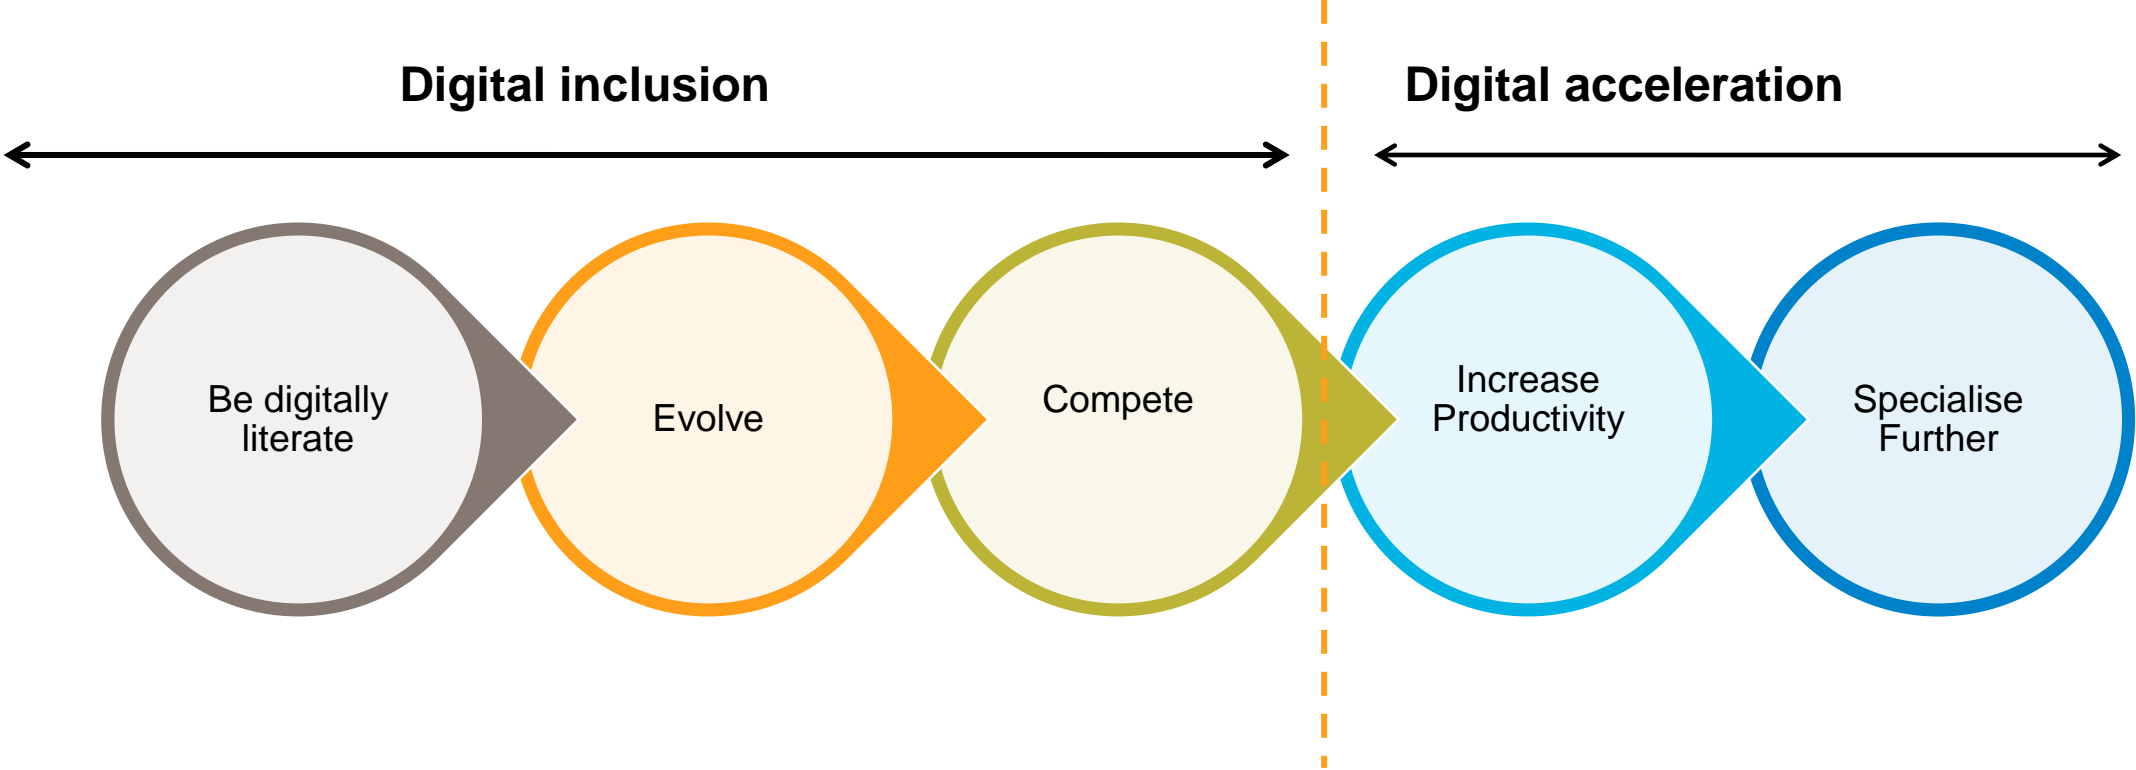 Digital inclusion
Digital acceleration
Be digitally
literate
Evolve
Compete
Increase
Productivity
Specialise
Further